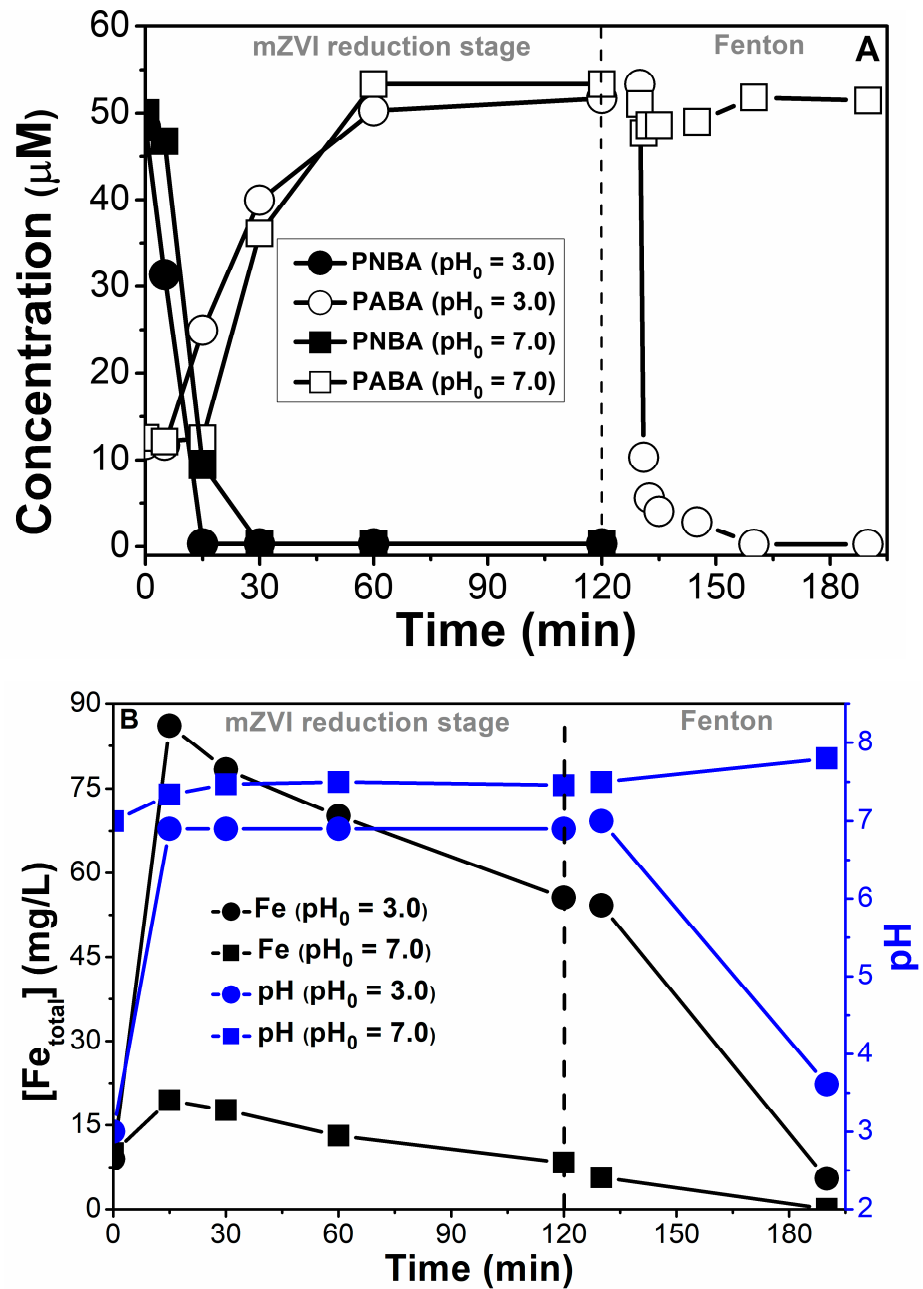 mZVI reduction stage
Fenton
A
60
50
40
30
20
10
0
Concentration (μM)
PNBA (pH₀ = 3.0)
PABA (pH₀ = 3.0)
PNBA (pH₀ = 7.0)
PABA (pH₀ = 7.0)
0 30 60 90 120 150 180
Time (min)
B
mZVI reduction stage
Fenton
90
75
60
45
30
15
0
[Fe_total] (mg/L)
Fe (pH₀ = 3.0)
Fe (pH₀ = 7.0)
pH (pH₀ = 3.0)
pH (pH₀ = 7.0)
8
7
6
5
4
3
2
pH
0 30 60 90 120 150 180
Time (min)